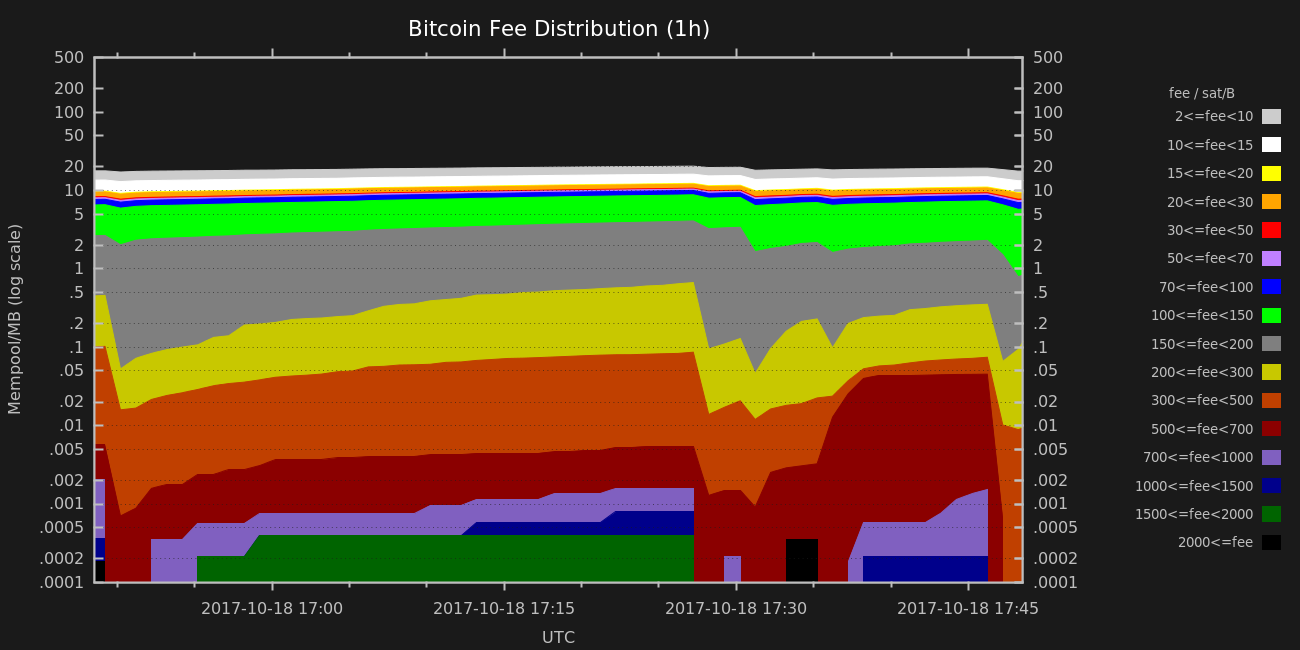 Bitcoin Fee Distribution (1h)
500
200
100
50
20
10
5
2
1
.5
.2
.1
.05
.02
.01
.005
.002
.001
.0005
.0002
.0001
Mempool/MB (log scale)
500
200
100
50
20
10
5
2
1
.5
.2
.1
.05
.02
.01
.005
.002
.001
.0005
.0002
.0001
2017-10-18 17:00 2017-10-18 17:15 2017-10-18 17:30 2017-10-18 17:45
UTC
fee / sat/B
2<=fee<10
10<=fee<15
15<=fee<20
20<=fee<30
30<=fee<50
50<=fee<70
70<=fee<100
100<=fee<150
150<=fee<200
200<=fee<300
300<=fee<500
500<=fee<700
700<=fee<1000
1000<=fee<1500
1500<=fee<2000
2000<=fee